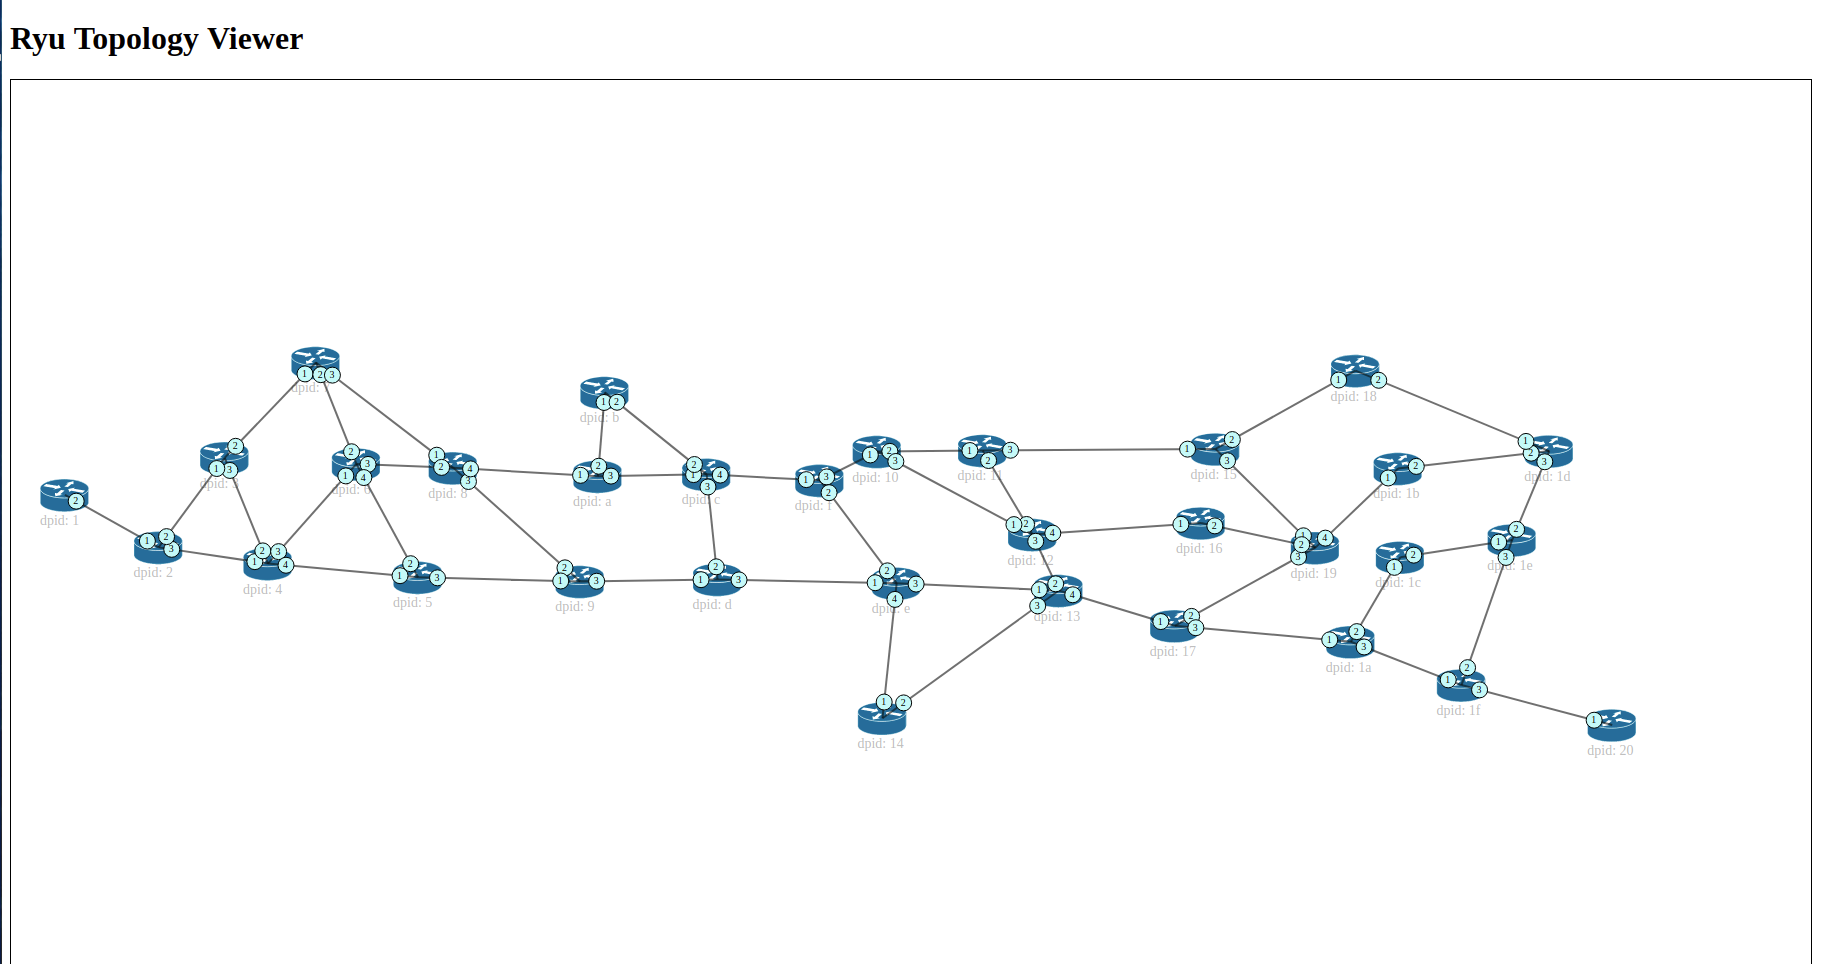 Ryu Topology Viewer
1 2 3
dpid:
1 2
dpid: 18
1 2
dpid: b
2 1 3
dpid: 3
2 3 1 4
dpid: 6
1 2 4 3
dpid: 8
1 2 3
dpid: a
2 1 4 3
dpid: c
1 3 2
dpid: f
1 2 3
dpid: 10
1 3 2
dpid: 11
1 2 3
dpid: 15
2 1
dpid: 1b
1 2 3
dpid: 1d
2
dpid: 1
1 2 3
dpid: 2
1 2 3 4
dpid: 4
1 2 3
dpid: 5
2 1 3
dpid: 9
1 2 3
dpid: d
1 2 3 4
dpid: e
1 2 4 3
dpid: 12
1 2
dpid: 16
1 2 4 3
dpid: 19
2 1
dpid: 1c
1 2 3
dpid: 1e
1 2 4 3
dpid: 13
1 2 3
dpid: 17
1 2 3
dpid: 1a
2 1 3
dpid: 1f
1 2
dpid: 14
1
dpid: 20